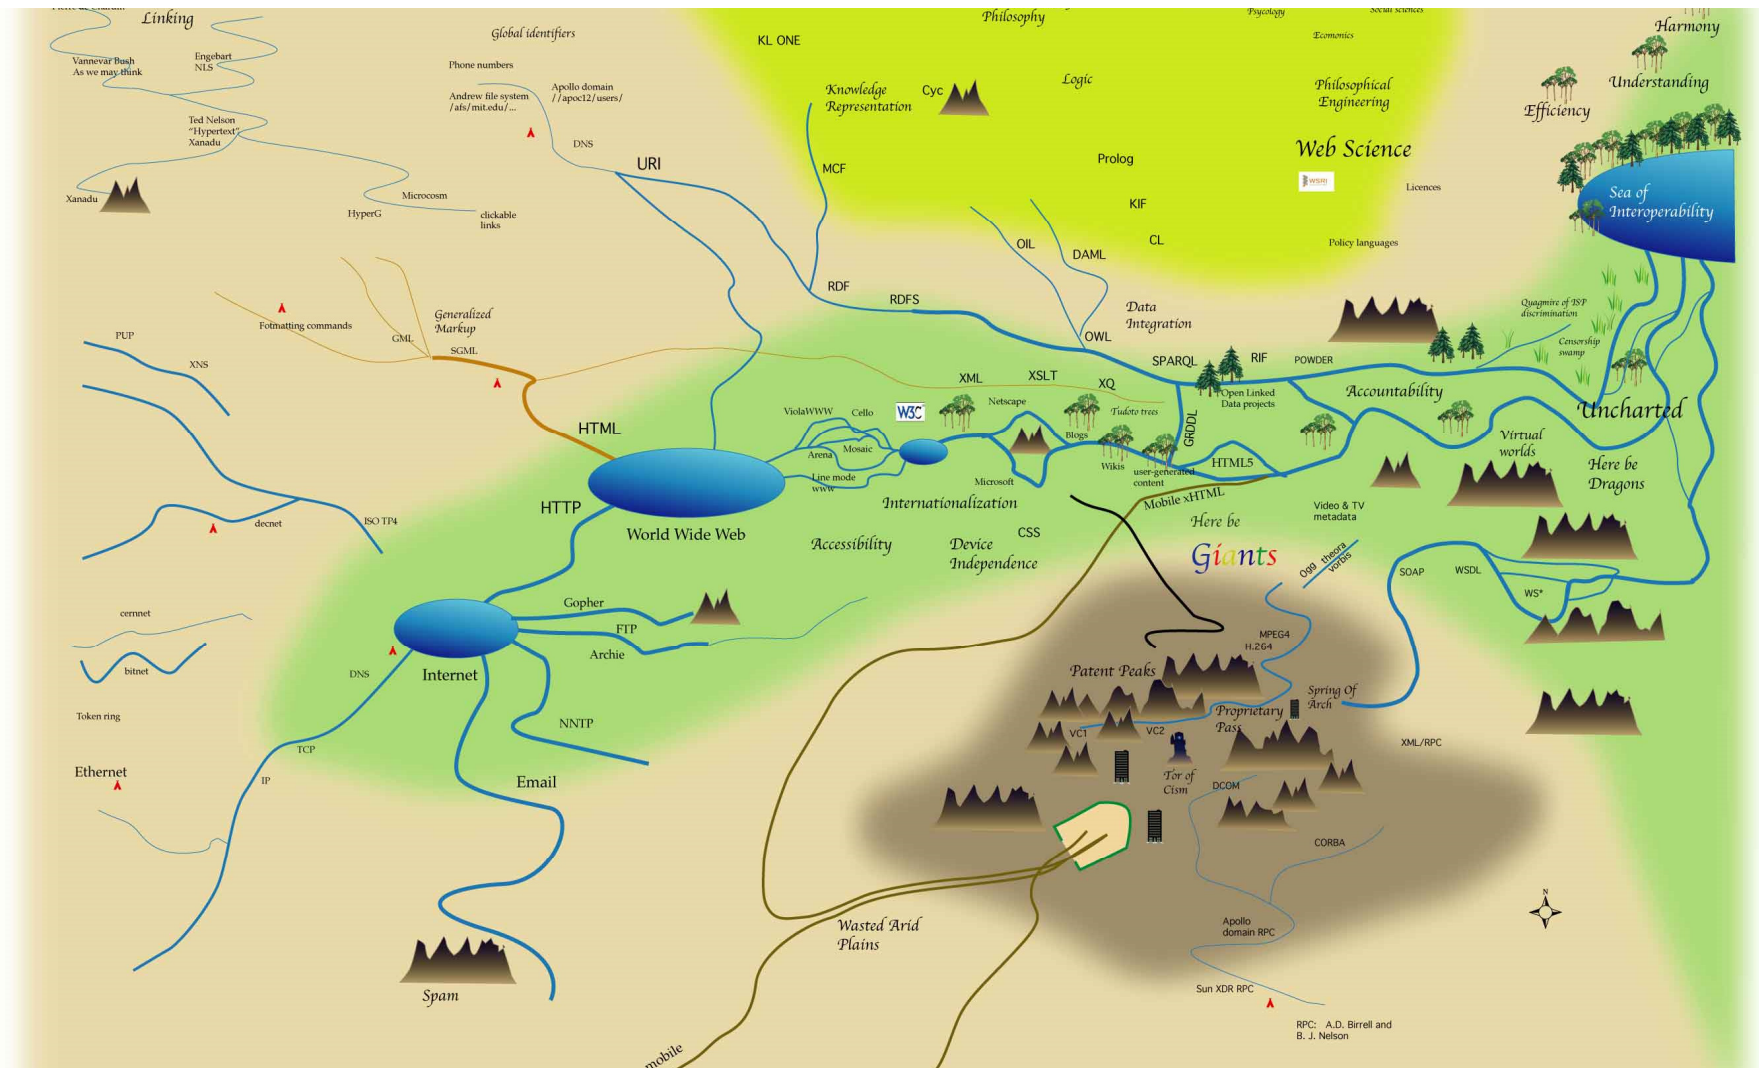 Linking
Global identifiers
Philosophy
Psycology
Social sciences
Harmony
Vannevar Bush
As we may think
Engebart
NLS
Phone numbers
KL ONE
Economics
Understanding
Andrew file system
/afs/mit.edu/...
Apollo domain
//apoc12/users/
Knowledge
Representation
Cyc
Logic
Philosophical
Engineering
Efficiency
Ted Nelson
"Hypertext"
Xanadu
DNS
URI
MCF
Prolog
Web Science
WSRI
Licences
Sea of
Interoperability
Xanadu
Microcosm
HyperG
clickable
links
KIF
CL
OIL
DAML
Policy languages
RDF
RDFS
Data
Integration
Quagmire of ISP
discrimination
Fotmatting commands
Generalized
Markup
GML
SGML
PUP
XNS
OWL
SPARQL
RIF
POWDER
Censorship
swamp
XML
XSLT
XQ
Open Linked
Data projects
Accountability
Uncharted
HTML
ViolaWWW
Cello
W3C
Netscape
Tudoto trees
Arena
Mosaic
Blogs
GRDDL
Wikis
user-generated
content
HTML5
Virtual
worlds
Here be
Dragons
Line mode
www
Microsoft
Internationalization
Mobile xHTML
HTTP
World Wide Web
decnet
ISO TP4
Accessibility
Device
Independence
CSS
Here be
Giants
Video & TV
metadata
Ogg theora
vorbis
SOAP
WSDL
WS*
cernnet
bitnet
Gopher
FTP
Archie
Internet
DNS
MPEG4
H.264
Patent Peaks
Spring Of
Arch
Proprietary
Pass
Token ring
NNTP
VC1
VC2
XML/RPC
TCP
IP
Ethernet
Email
Tor of
Cism
DCOM
CORBA
Wasted Arid
Plains
Apollo
domain RPC
N
Spam
Sun XDR RPC
RPC: A.D. Birrell and
B. J. Nelson
mobile